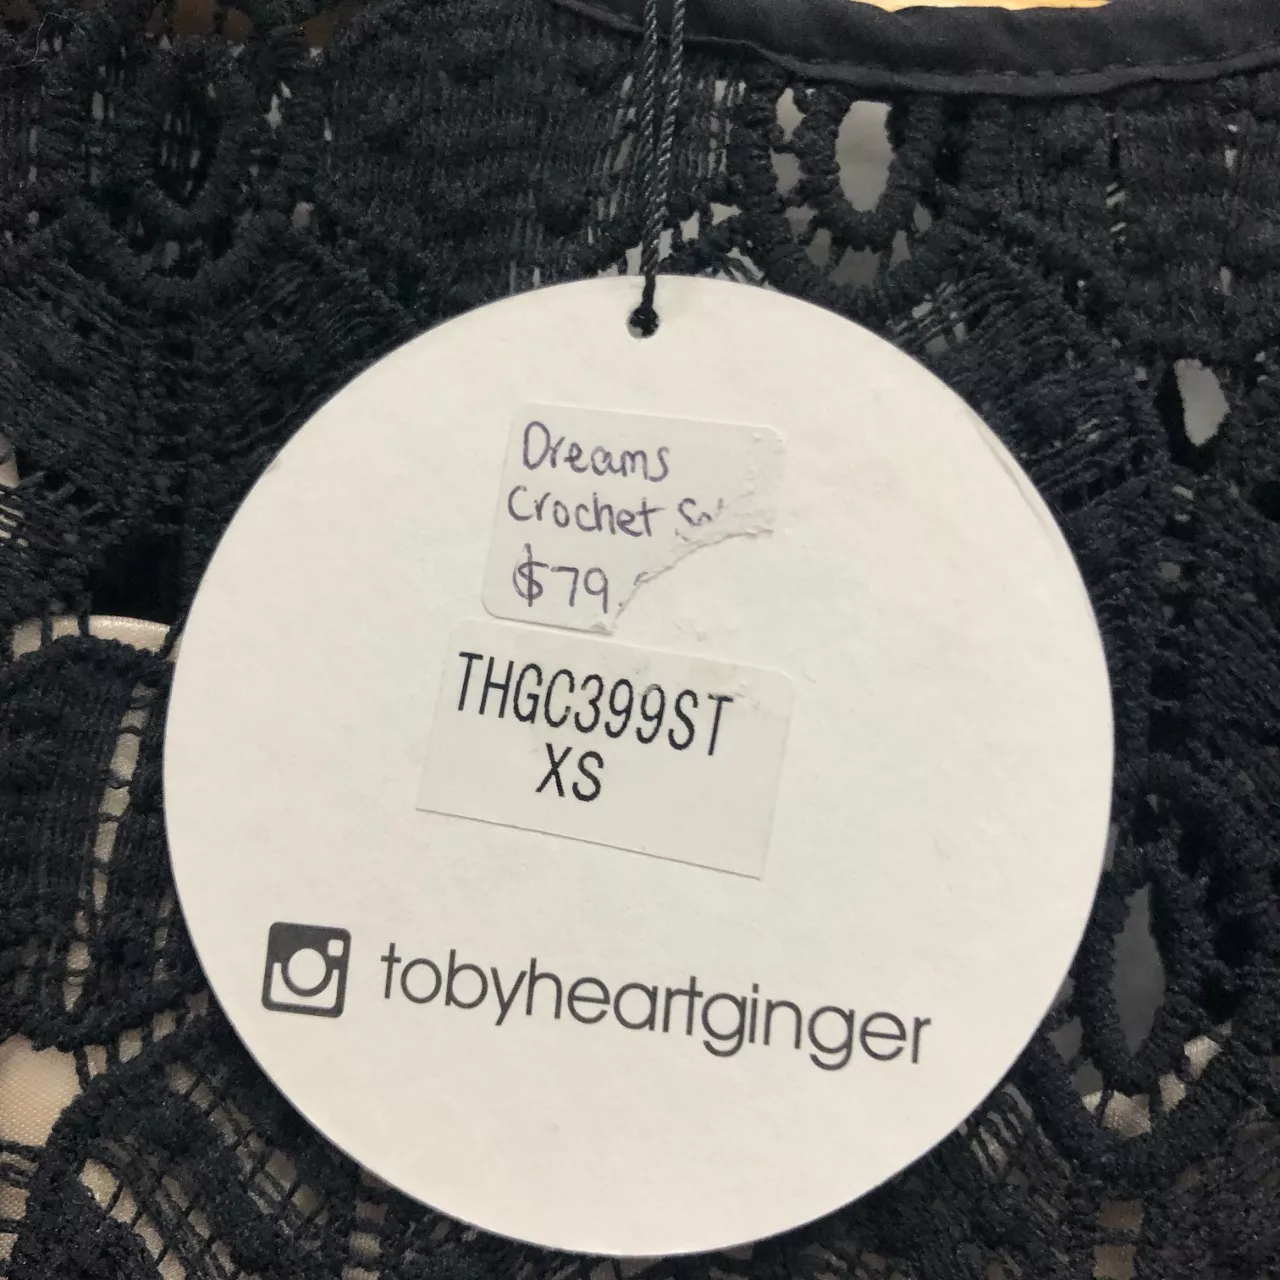 Dreams
Crochet
$79.
THGC399ST
XS
tobyheartginger